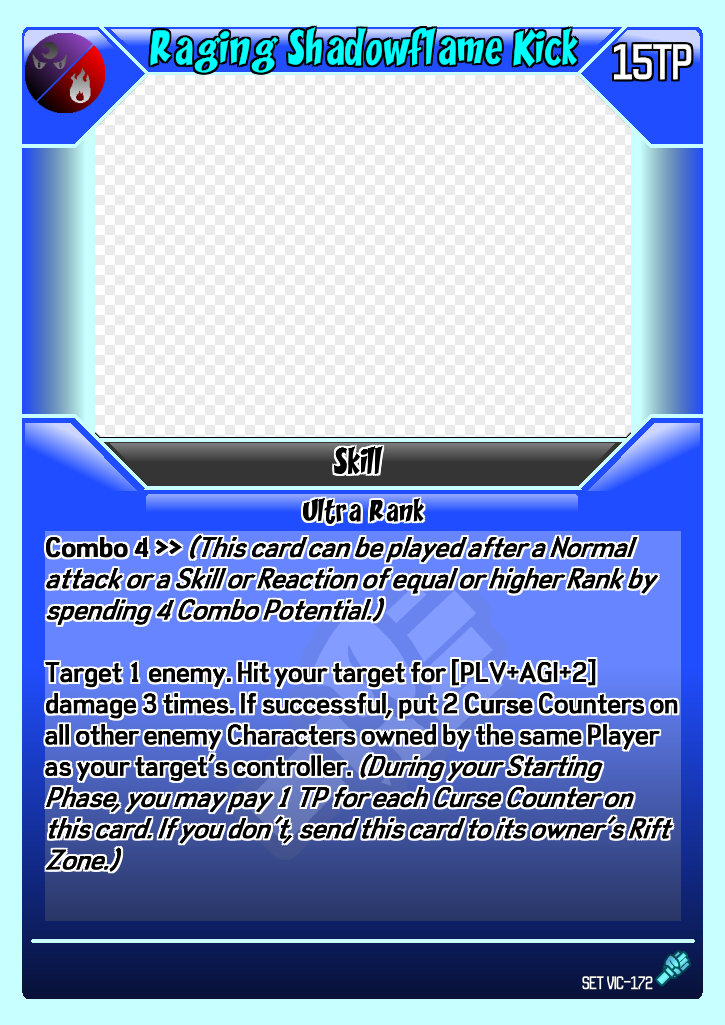 Raging Shadowflame Kick
15TP
Skill
Ultra Rank
Combo 4 >> (This card can be played after a Normal
attack or a Skill or Reaction of equal or higher Rank by
spending 4 Combo Potential.)
Target 1 enemy. Hit your target for [PLV+AGI+2]
damage 3 times. If successful, put 2 Curse Counters on
all other enemy Characters owned by the same Player
as your target's controller. (During your Starting
Phase, you may pay 1 TP for each Curse Counter on
this card. If you don't, send this card to its owner's Rift
Zone.)
SET VIC-172